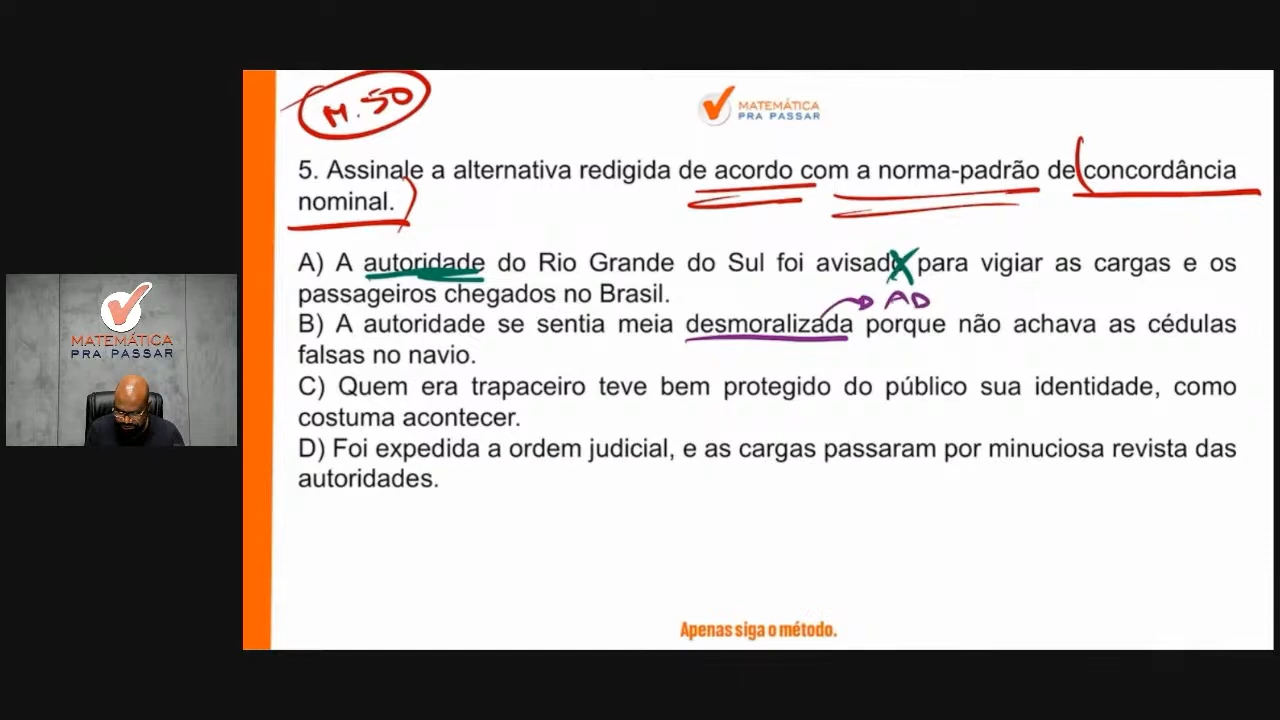 M.50
MATEMÁTICA
PRA PASSAR
5. Assinale a alternativa redigida de acordo com a norma-padrão de concordância
nominal.
A) A autoridade do Rio Grande do Sul foi avisado para vigiar as cargas e os
passageiros chegados no Brasil.
AD
B) A autoridade se sentia meia desmoralizada porque não achava as cédulas
falsas no navio.
C) Quem era trapaceiro teve bem protegido do público sua identidade, como
costuma acontecer.
D) Foi expedida a ordem judicial, e as cargas passaram por minuciosa revista das
autoridades.
MATEMÁTICA
PRA PASSAR
Apenas siga o método.